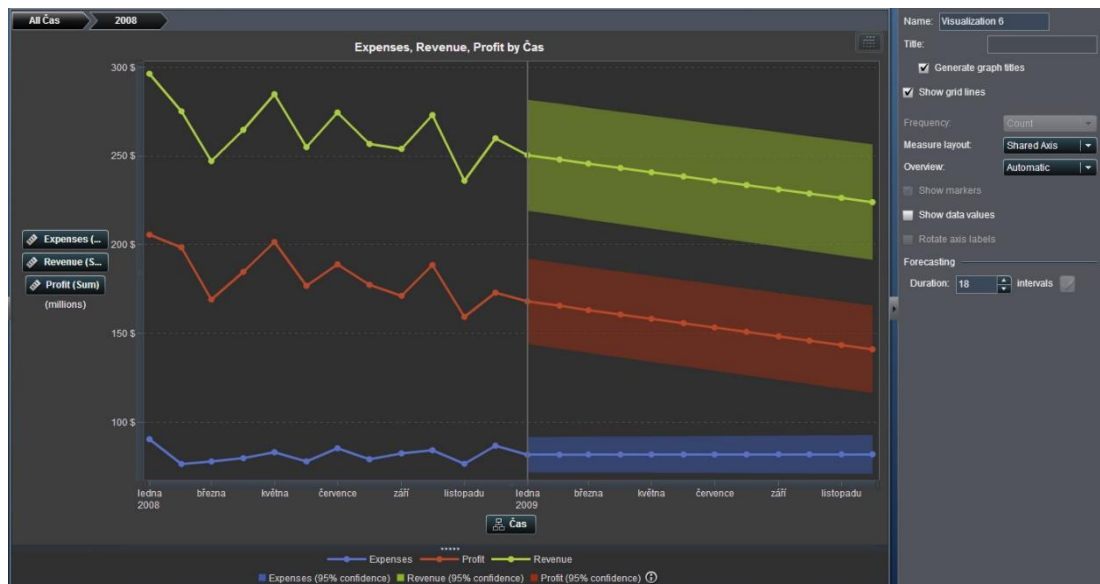 All Čas 2008
Expenses, Revenue, Profit by Čas
300 $
250 $
200 $
150 $
100 $
Expenses (...
Revenue (S...
Profit (Sum)
(millions)
ledna března května července září listopadu ledna března května července září listopadu
2008 2009
Čas
Expenses Profit Revenue
Expenses (95% confidence) Revenue (95% confidence) Profit (95% confidence)
Name: Visualization 6
Title:
Generate graph titles
Show grid lines
Frequency: Count
Measure layout: Shared Axis
Overview: Automatic
Show markers
Show data values
Rotate axis labels
Forecasting
Duration: 18 intervals